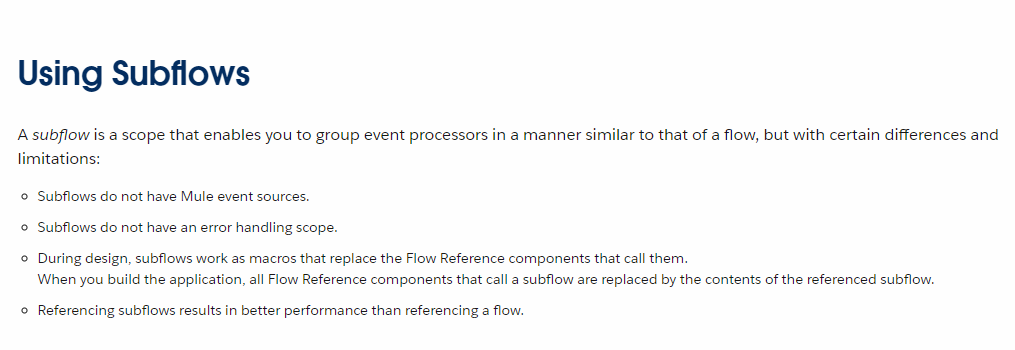 Using Subflows
A subflow is a scope that enables you to group event processors in a manner similar to that of a flow, but with certain differences and
limitations:
Subflows do not have Mule event sources.
Subflows do not have an error handling scope.
During design, subflows work as macros that replace the Flow Reference components that call them.
When you build the application, all Flow Reference components that call a subflow are replaced by the contents of the referenced subflow.
Referencing subflows results in better performance than referencing a flow.